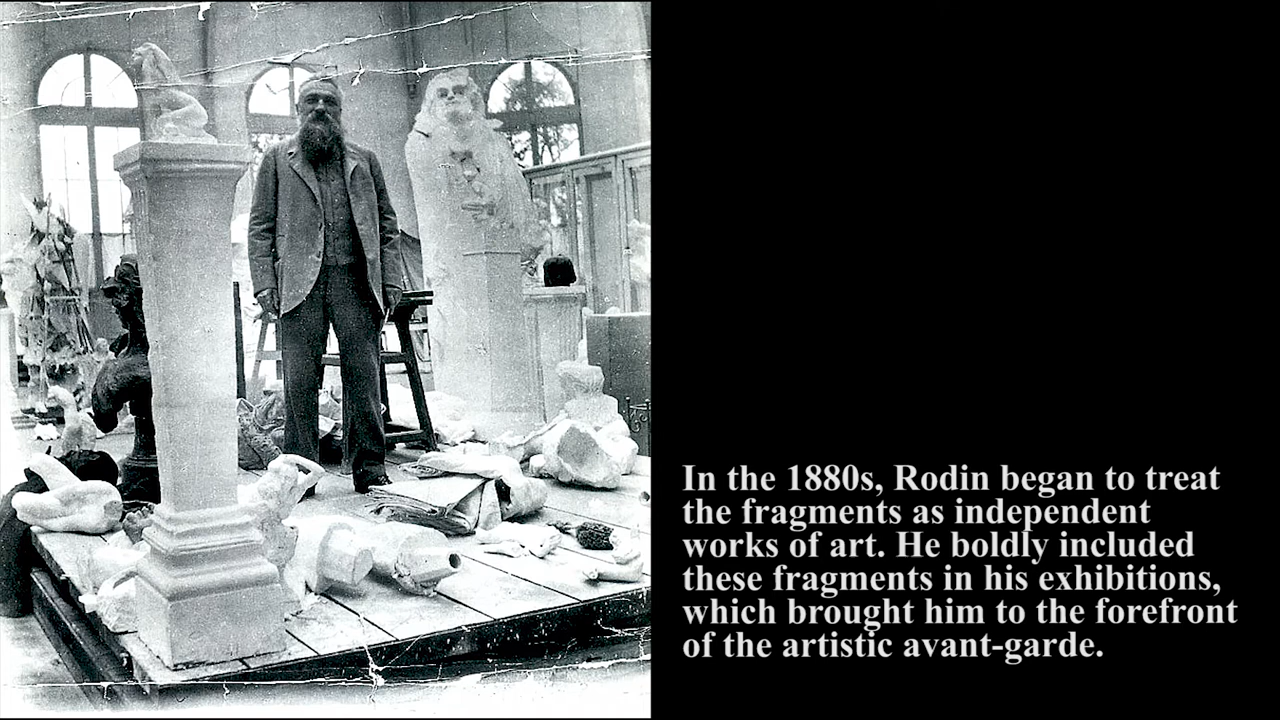 In the 1880s, Rodin began to treat
the fragments as independent
works of art. He boldly included
these fragments in his exhibitions,
which brought him to the forefront
of the artistic avant-garde.